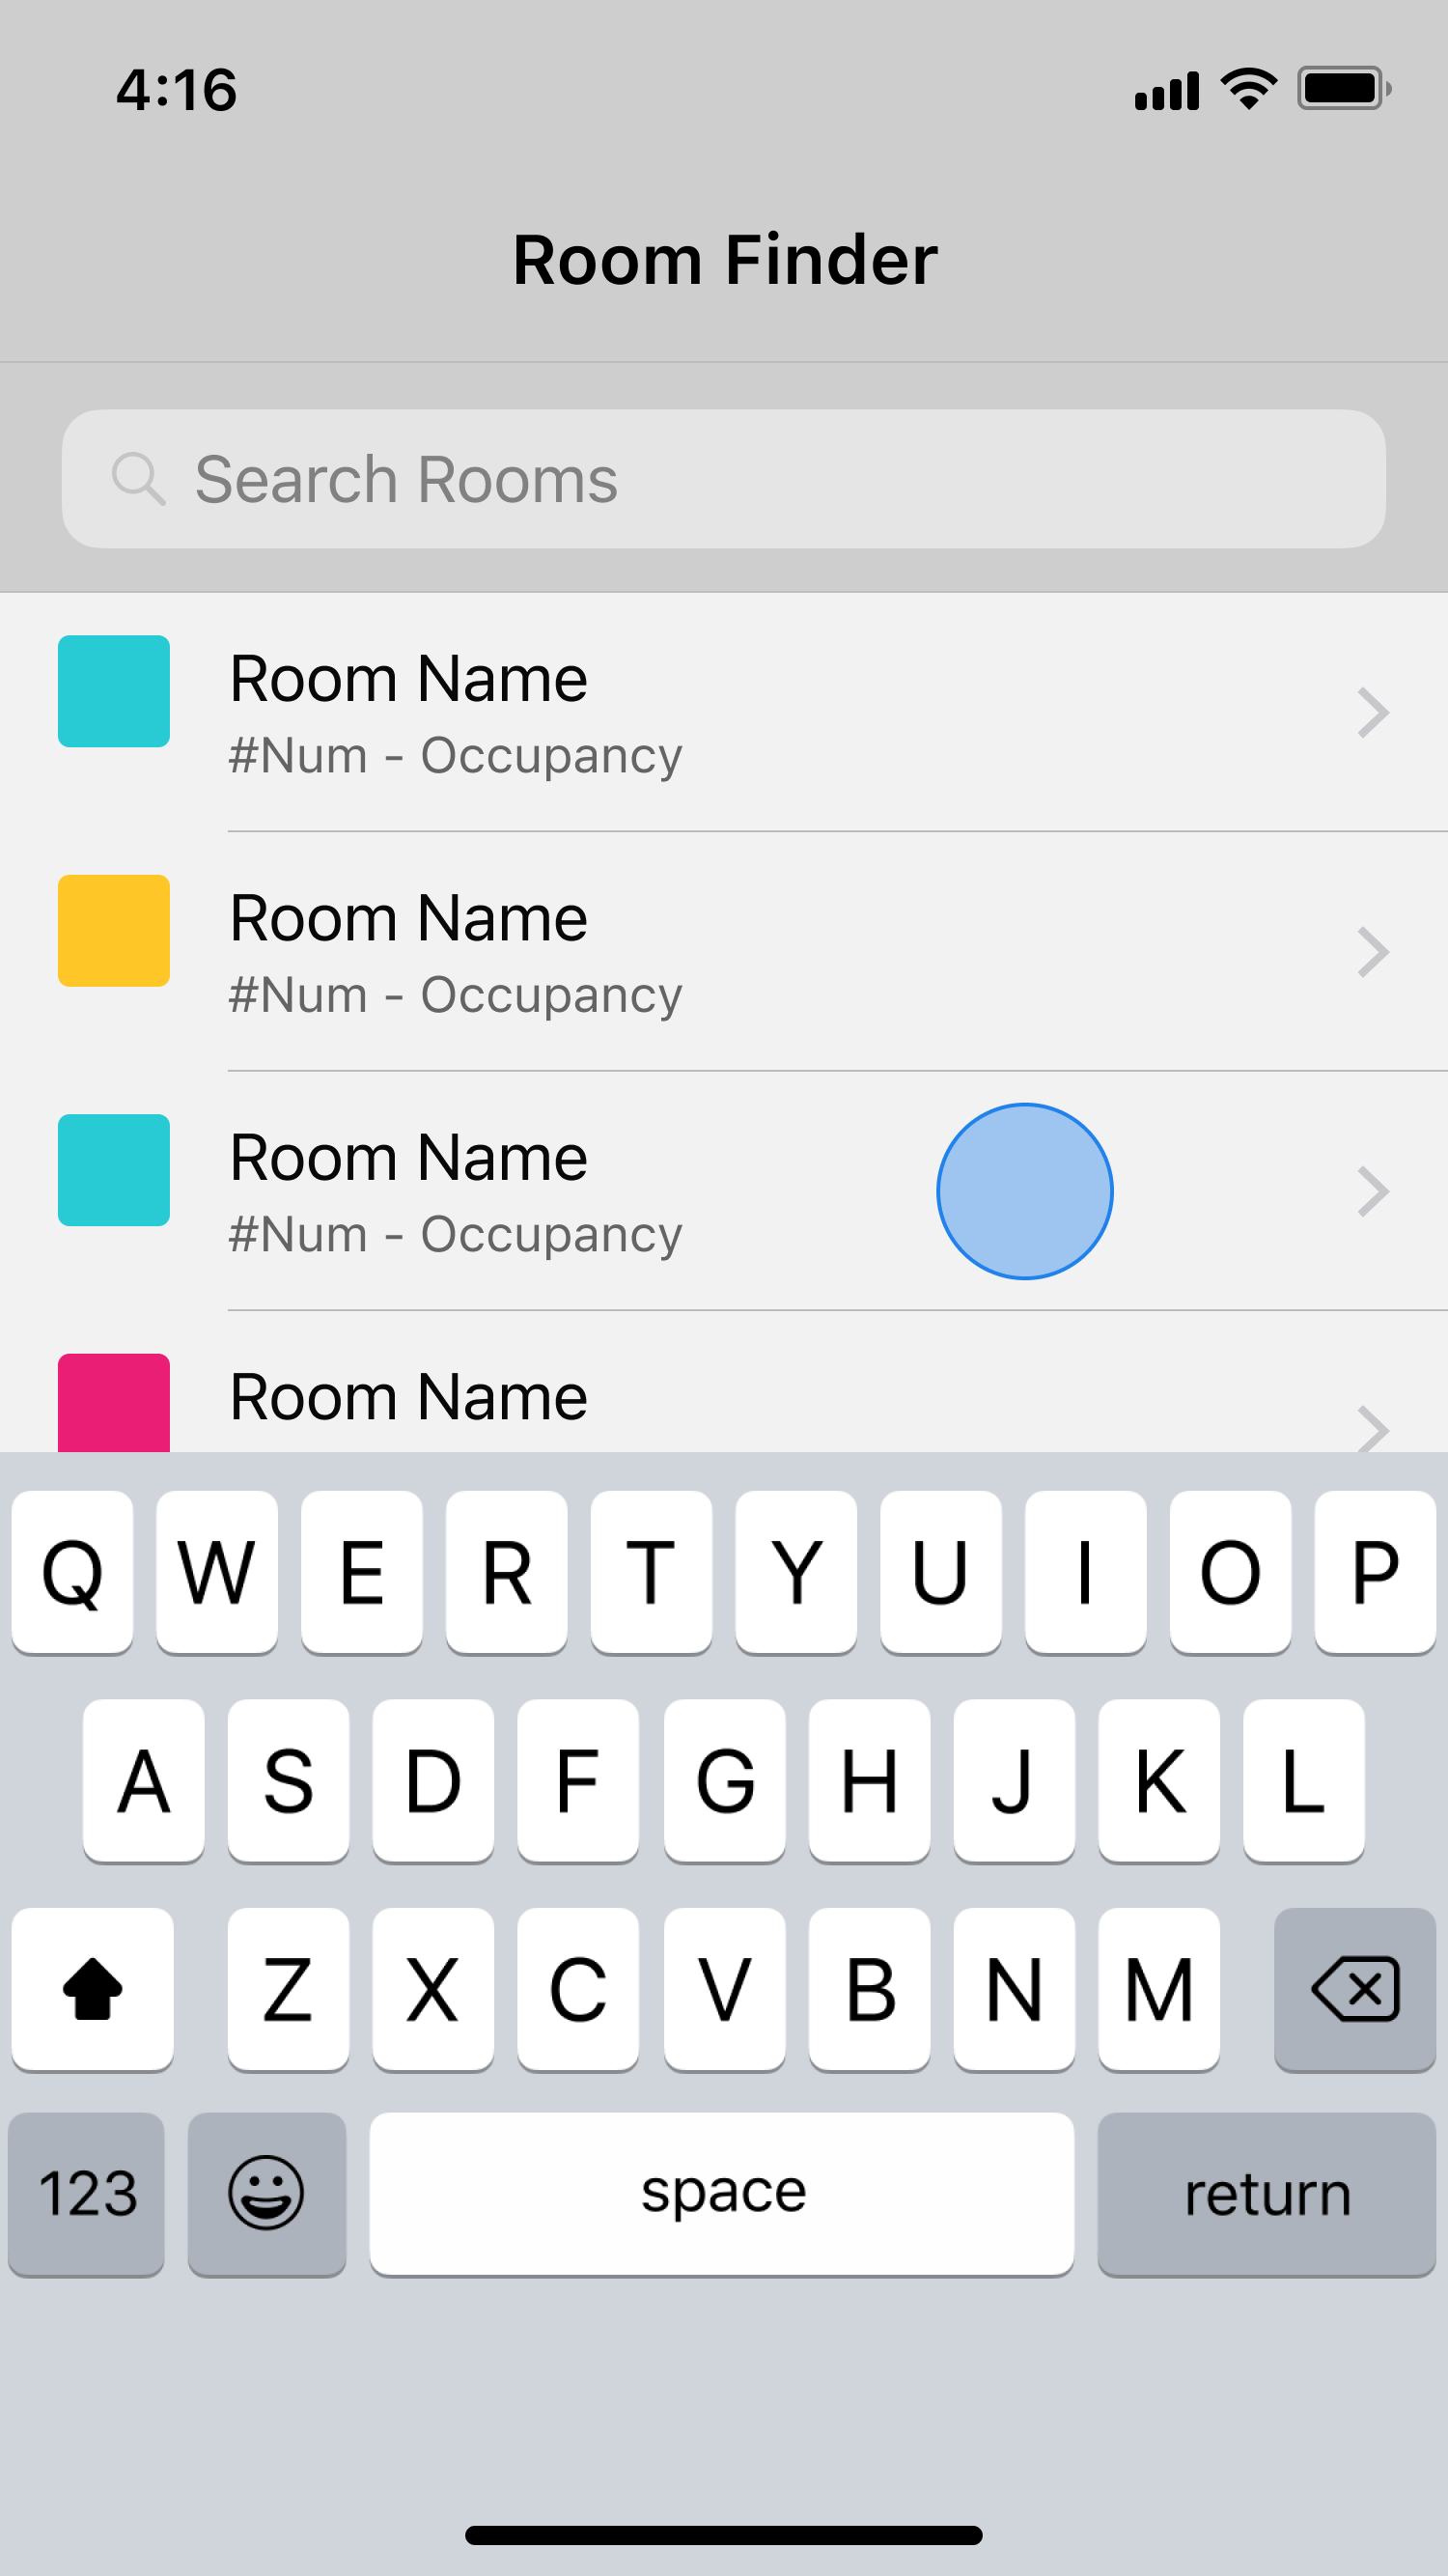 4:16
Room Finder
Search Rooms
Room Name
#Num - Occupancy
Room Name
#Num - Occupancy
Room Name
#Num - Occupancy
Room Name
Q W E R T Y U I O P
A S D F G H J K L
Z X C V B N M
123 space return